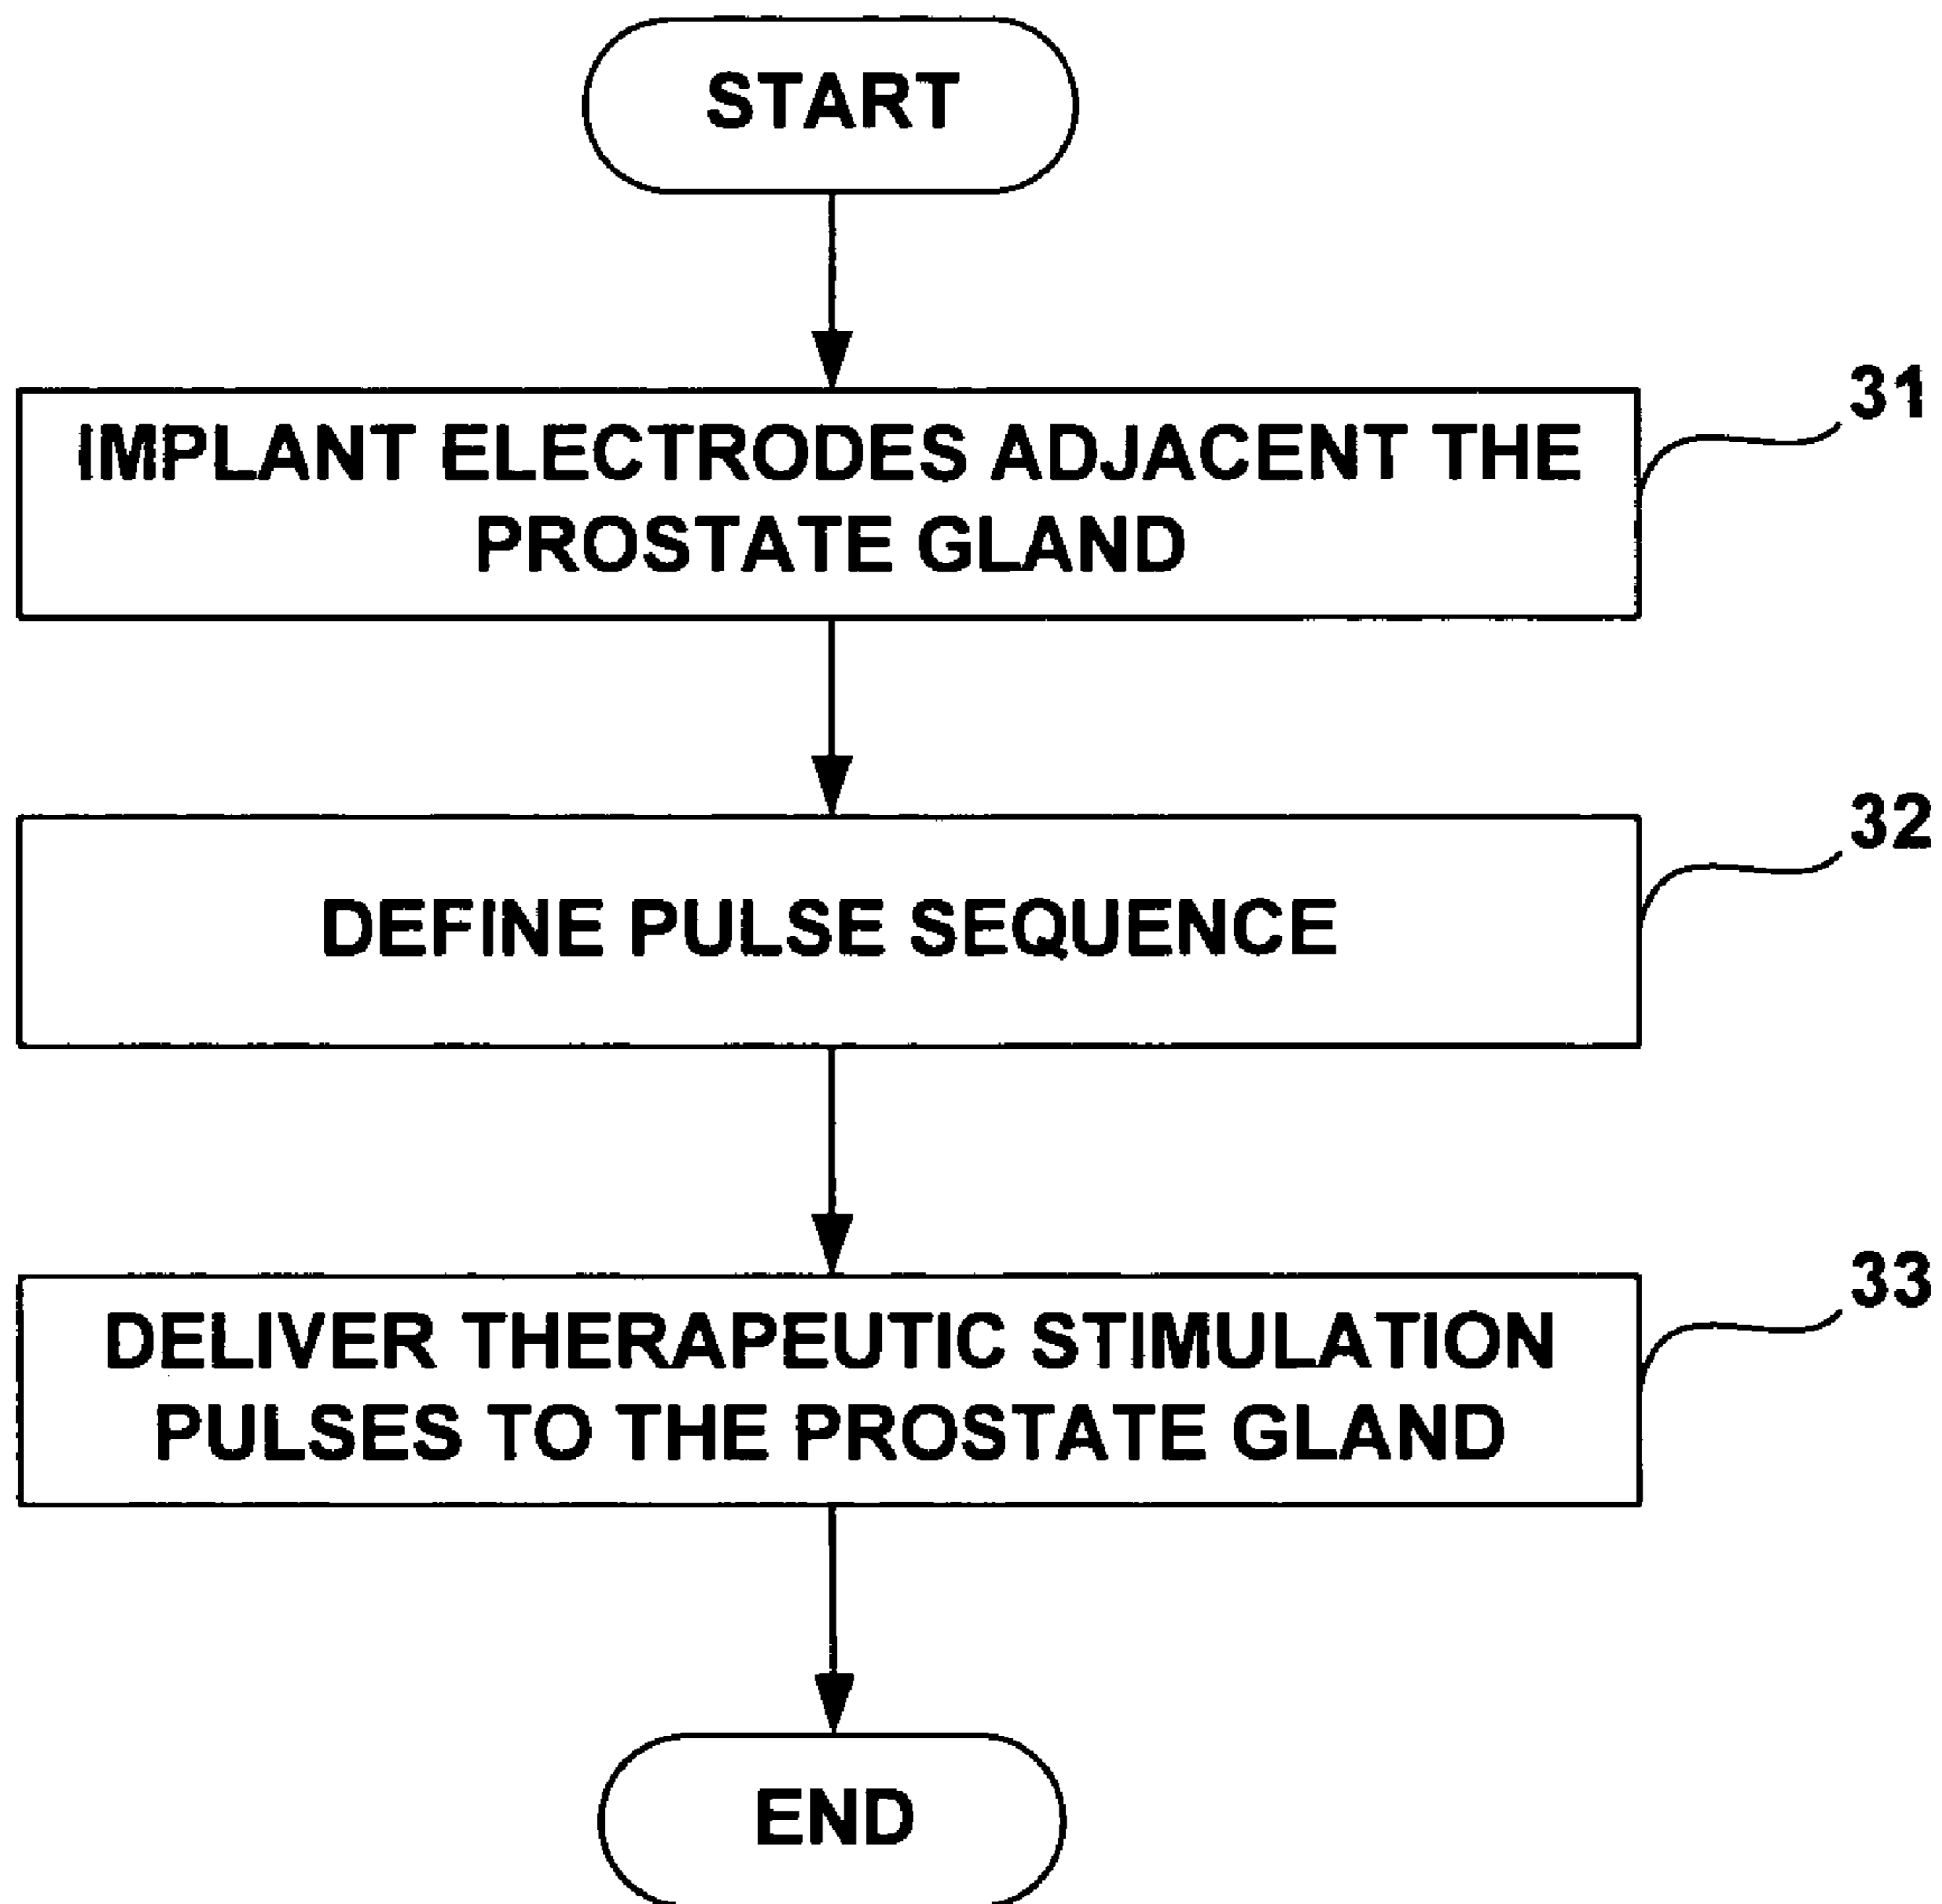 START
31
IMPLANT ELECTRODES ADJACENT THE
PROSTATE GLAND
32
DEFINE PULSE SEQUENCE
33
DELIVER THERAPEUTIC STIMULATION
PULSES TO THE PROSTATE GLAND
END